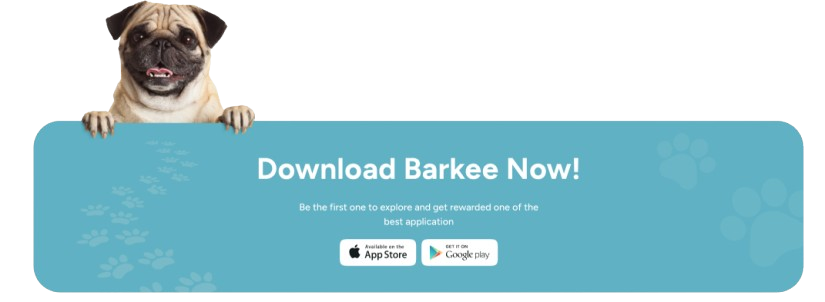 Download Barkee Now!
Be the first one to explore and get rewarded one of the
best application
Available on the
App Store
GET IT ON
Google play